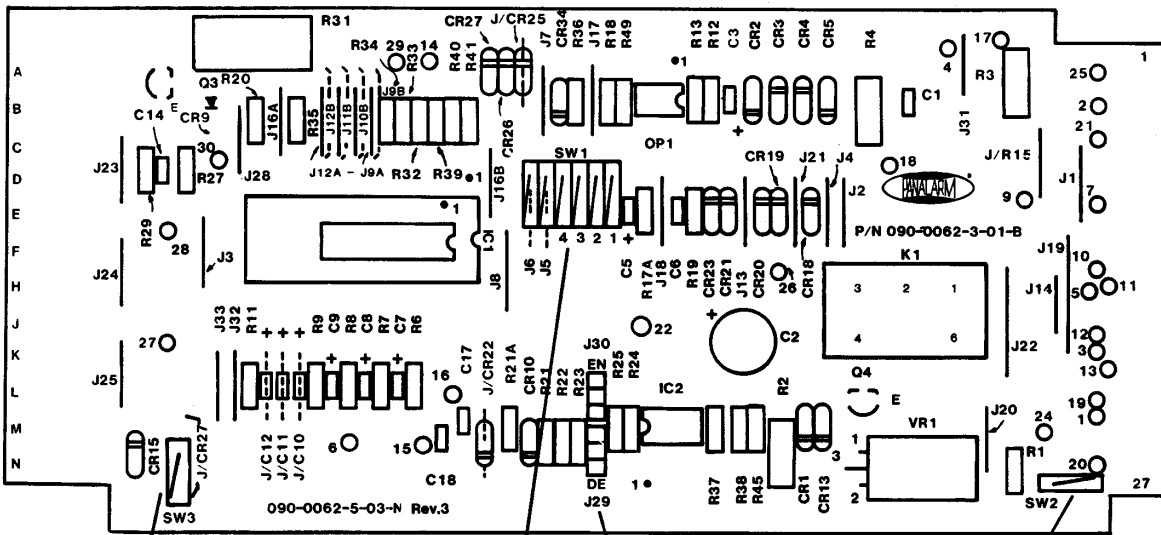 R31
CR27
J/CR25
J7
CR34
R36
J17
R18
R49
R13
R12
C3
CR2
CR3
CR4
CR5
R4
17
1
R34
29
R33
14
R40
R41
4
R3
25
A
Q3
R20
J9B
1
E
B
CR9
J16A
R35
J12B
J11B
J10B
CR26
OP1
+
C1
J31
2
C14
21
C
30
SW1
J/R15
J23
R27
J28
J12A - J9A
R32
R39
1
J16B
CR19
J21
J4
18
J1
D
J2
PANALARM
9
7
E
R29
28
1
IC1
P/N 090-0062-3-01-B
F
J3
J6
J5
4
3
2
1
+
C5
R17A
J18
C6
R19
CR23
CR21
J13
CR20
26
CR18
K1
J19
10
J24
J8
J14
5
11
H
3
2
1
J
J33
J32
R11
+
+
+
R9
C9
R8
C8
R7
C7
R6
22
+
C2
12
27
+
+
+
C17
J/CR22
R21A
CR10
R21
R22
R23
J30
EN
R25
R24
4
6
J22
3
K
J25
16
IC2
R2
Q4
13
L
E
19
J20
1
M
J/C12
J/C11
J/C10
6
15
VR1
1
24
CR15
J/CR27
3
R1
N
C18
DE
1
R37
R38
R45
CR1
CR13
2
20
SW3
090-0062-5-03-N Rev.3
J29
SW2
27